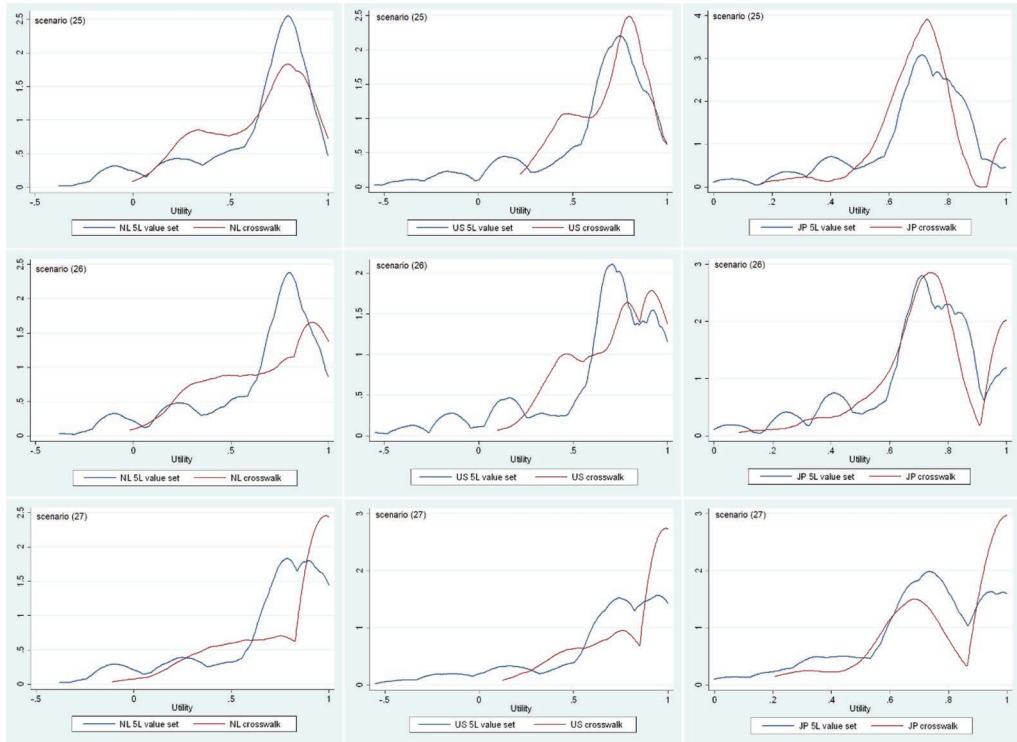 scenario (25)
2.5
2
1.5
1
.5
0
-.5 0 .5 1
Utility
NL 5L value set NL crosswalk
scenario (25)
2.5
2
1.5
1
.5
0
-.5 0 .5 1
Utility
US 5L value set US crosswalk
scenario (25)
4
3
2
1
0
0 .2 .4 .6 .8 1
Utility
JP 5L value set JP crosswalk
scenario (26)
2.5
2
1.5
1
.5
0
-.5 0 .5 1
Utility
NL 5L value set NL crosswalk
scenario (26)
2
1.5
1
.5
0
-.5 0 .5 1
Utility
US 5L value set US crosswalk
scenario (26)
3
2
1
0
0 .2 .4 .6 .8 1
Utility
JP 5L value set JP crosswalk
scenario (27)
2.5
2
1.5
1
.5
0
-.5 0 .5 1
Utility
NL 5L value set NL crosswalk
scenario (27)
3
2
1
0
-.5 0 .5 1
Utility
US 5L value set US crosswalk
scenario (27)
3
2
1
0
0 .2 .4 .6 .8 1
Utility
JP 5L value set JP crosswalk